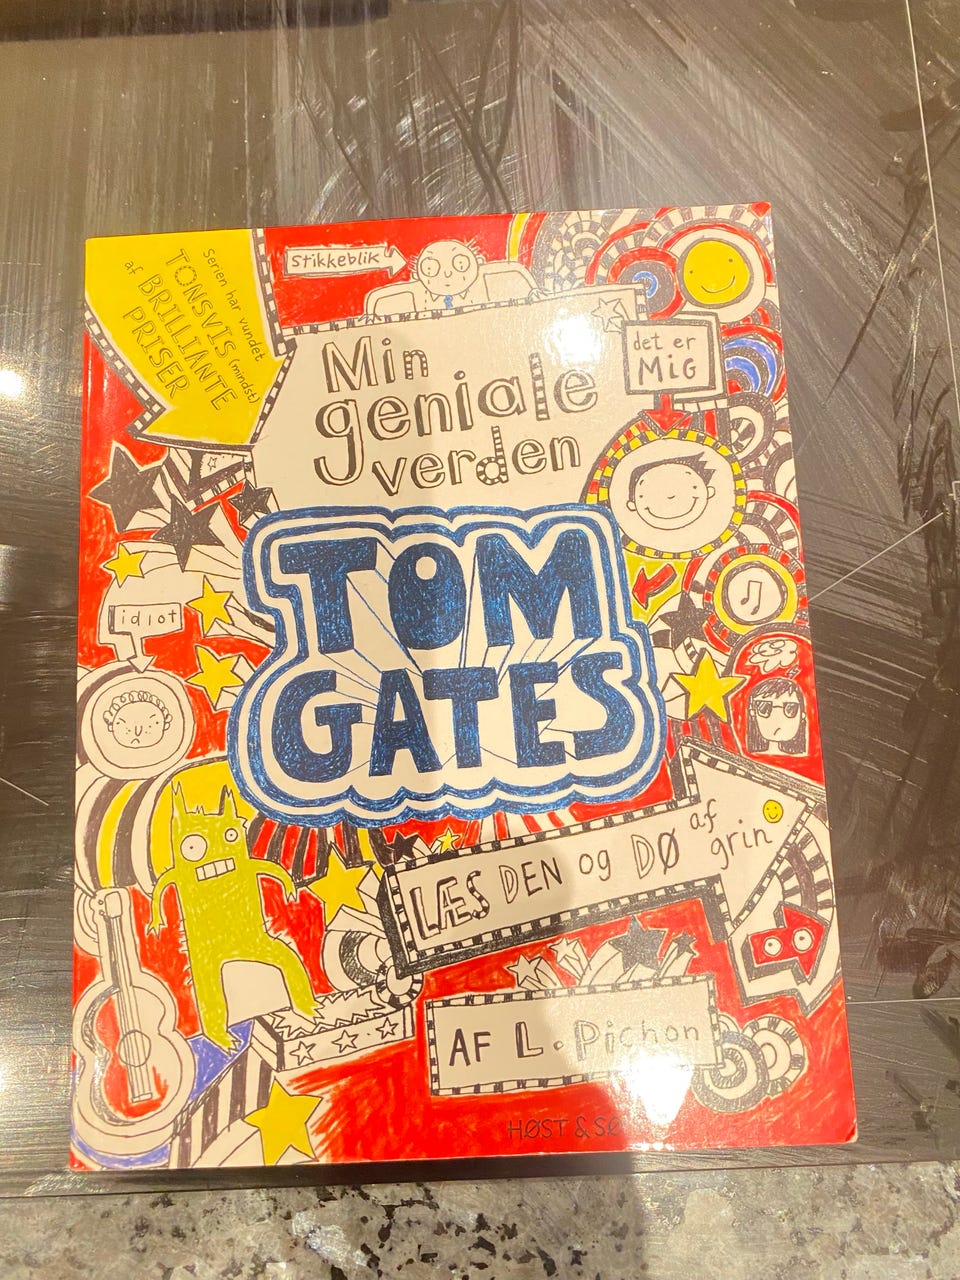 Serien har vundet
TONSVIS (mindst)
af BRILLIANTE
PRISER
Stikkeblik
Min
geniale
verden
det er
MiG
TOM
GATES
idiot
LÆS DEN og DØ af grin
AF L. Pichon
HØST &